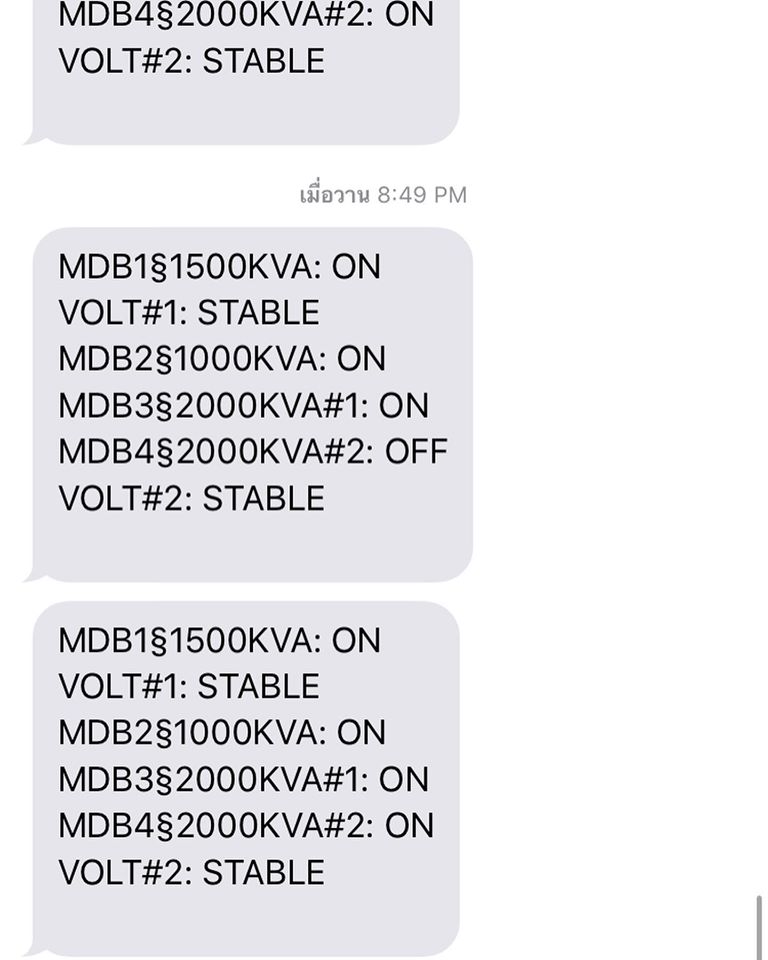 MDB4§2000KVA#2: ON
VOLT#2: STABLE
เมื่อวาน 8:49 PM
MDB1§1500KVA: ON
VOLT#1: STABLE
MDB2§1000KVA: ON
MDB3§2000KVA#1: ON
MDB4§2000KVA#2: OFF
VOLT#2: STABLE
MDB1§1500KVA: ON
VOLT#1: STABLE
MDB2§1000KVA: ON
MDB3§2000KVA#1: ON
MDB4§2000KVA#2: ON
VOLT#2: STABLE